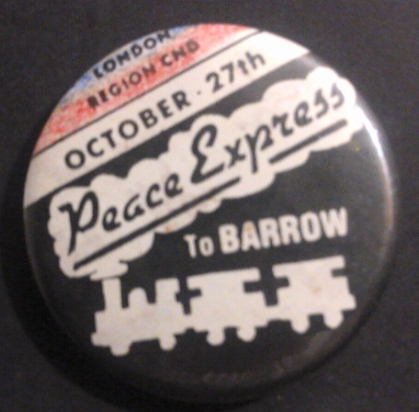 LONDON
REGION CND
OCTOBER · 27th
Peace Express
To BARROW